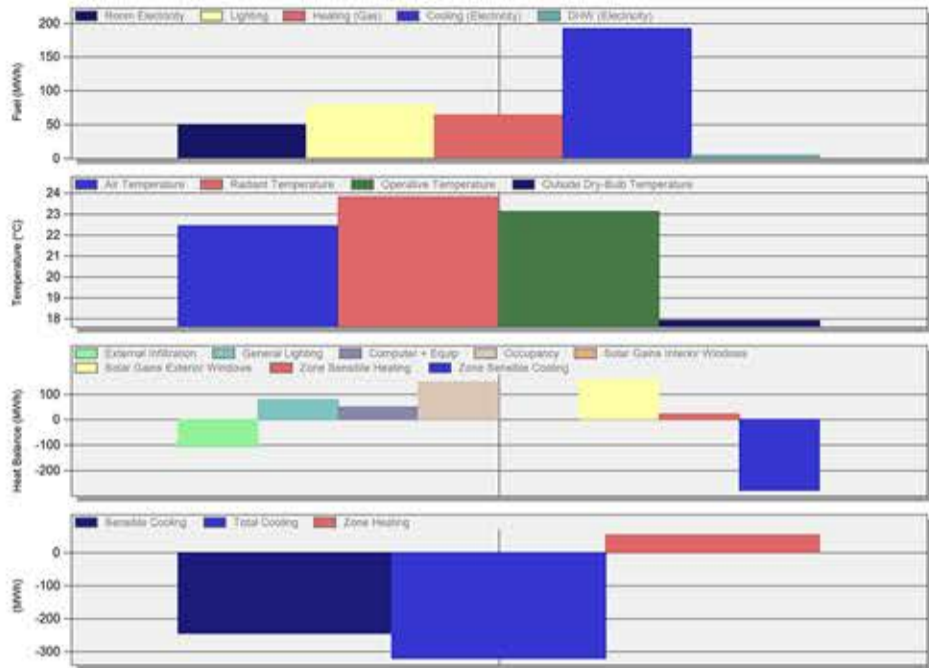 Room Electricity Lighting Heating (Gas) Cooling (Electricity) DHW (Electricity)
200
150
100
50
0
Fuel (MWh)
Air Temperature Radiant Temperature Operative Temperature Outside Dry-Bulb Temperature
24
23
22
21
20
19
18
Temperature (°C)
External Infiltration General Lighting Computer + Equip Occupancy Solar Gains Interior Windows
Solar Gains Exterior Windows Zone Sensible Heating Zone Sensible Cooling
100
0
-100
-200
Heat Balance (MWh)
Sensible Cooling Total Cooling Zone Heating
0
-100
-200
-300
(MWh)